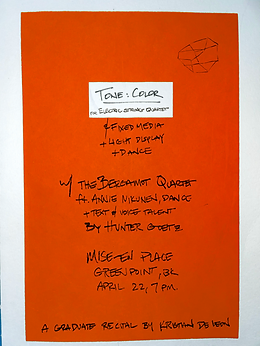 TONE : COLOR
FOR ELECTRIC STRING QUARTET
& FIXED MEDIA
+ LIGHT DISPLAY
+ DANCE
W/ THE BERGAMOT QUARTET
ft. ANNIE NIKUNEN, DANCE
+ TEXT & VOICE TALENT
BY HUNTER GOETZ
MISE-EN PLACE
GREENPOINT, BK
APRIL 22, 7 PM
A GRADUATE RECITAL BY KRISTIAN DE LEON